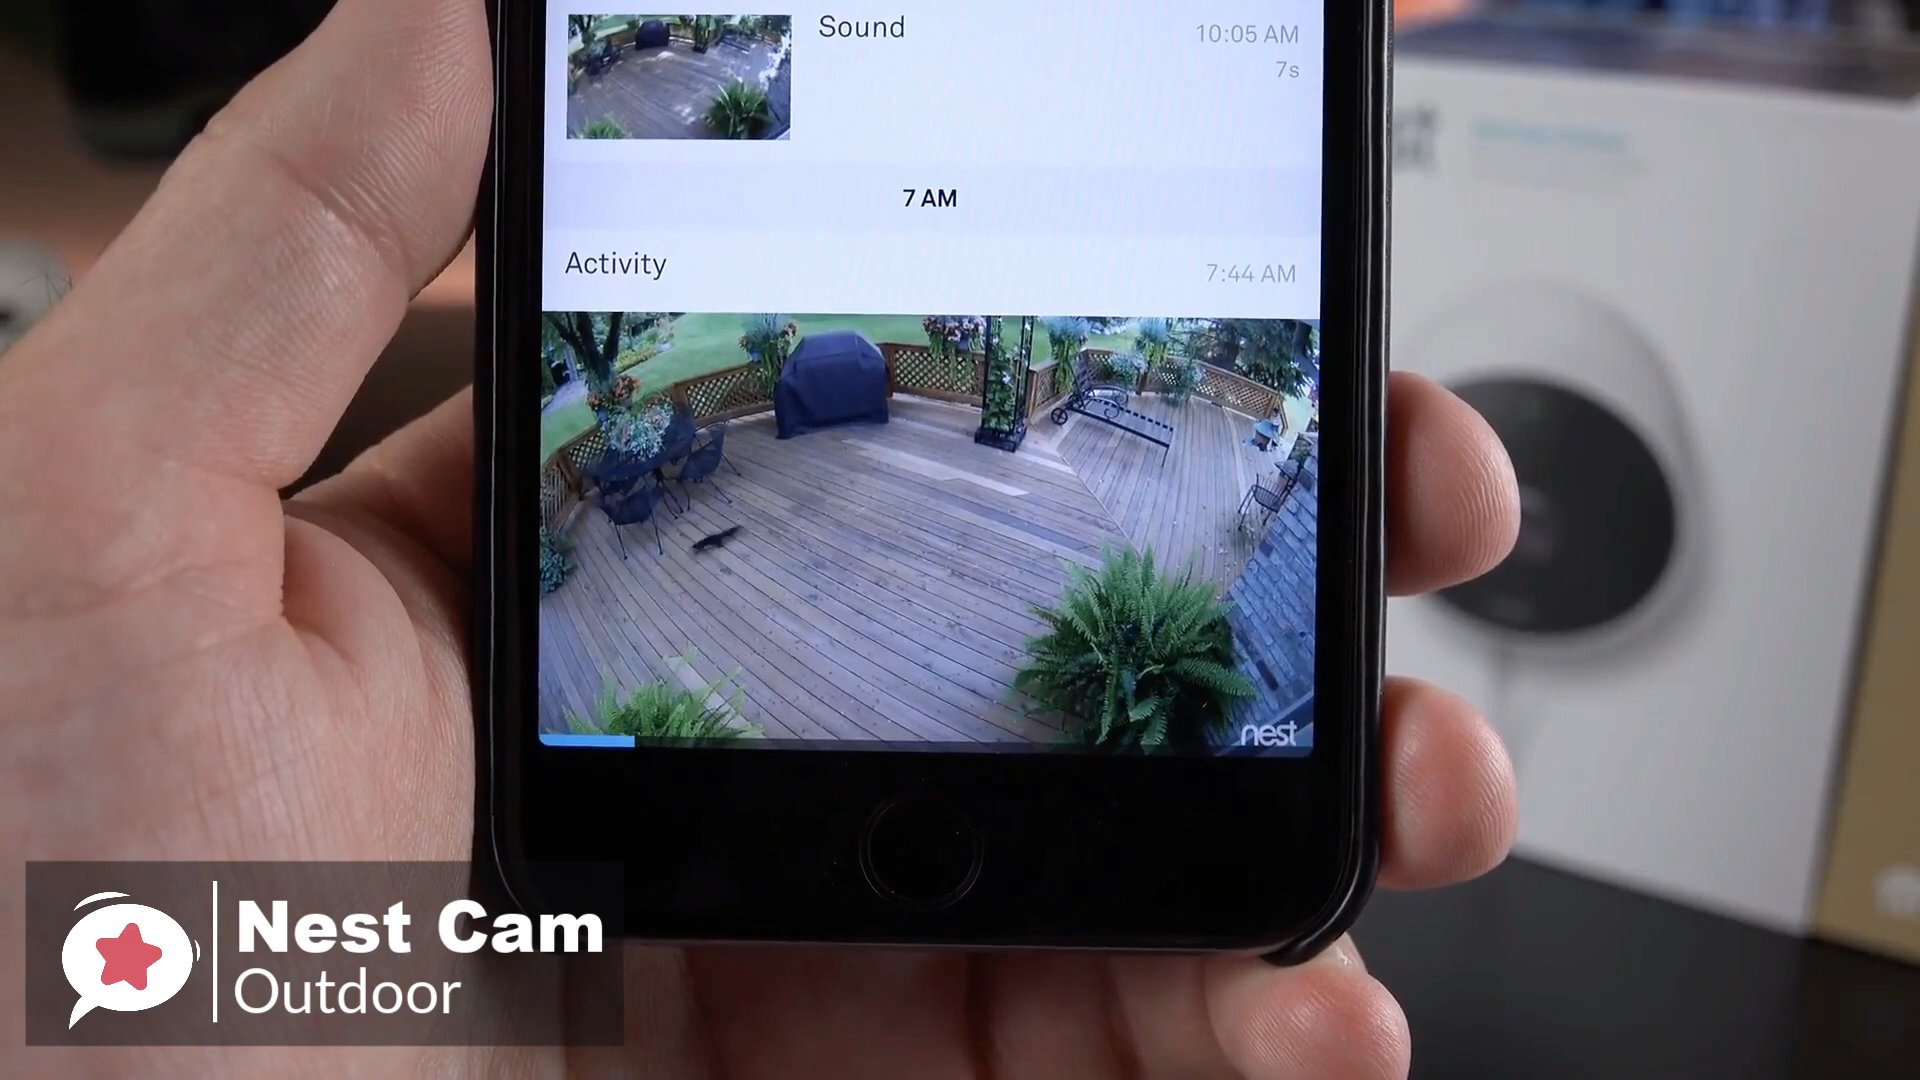 Sound
10:05 AM
7s
7 AM
Activity
7:44 AM
nest
Nest Cam
Outdoor